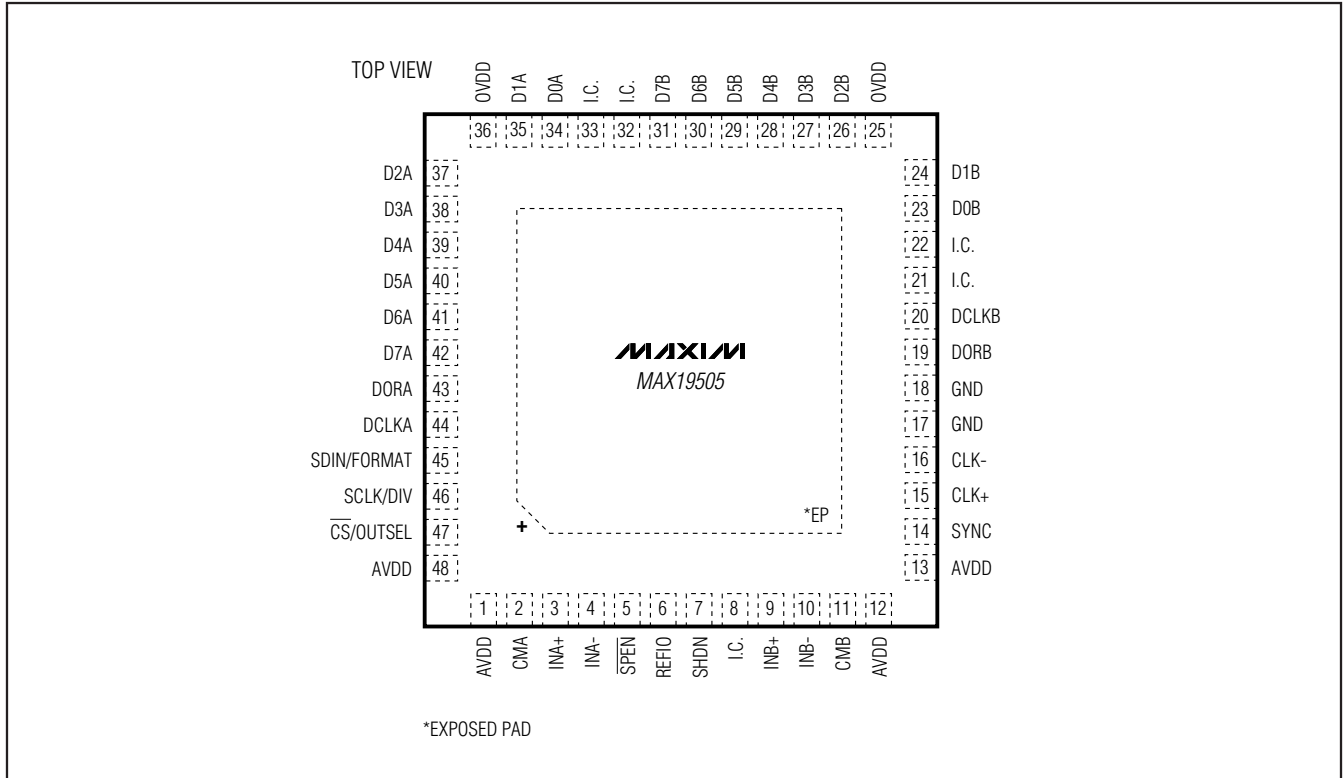 TOP VIEW
OVDD D1A D0A I.C. I.C. D7B D6B D5B D4B D3B D2B OVDD
36 35 34 33 32 31 30 29 28 27 26 25
D2A 37 24 D1B
D3A 38 23 D0B
D4A 39 22 I.C.
D5A 40 21 I.C.
D6A 41 20 DCLKB
D7A 42 19 DORB
MAXIM
MAX19505
DORA 43 18 GND
DCLKA 44 17 GND
SDIN/FORMAT 45 16 CLK-
SCLK/DIV 46 15 CLK+
*EP
+
C̅S̅/OUTSEL 47 14 SYNC
AVDD 48 13 AVDD
1 2 3 4 5 6 7 8 9 10 11 12
AVDD CMA INA+ INA- S̅P̅E̅N̅ REFIO SHDN I.C. INB+ INB- CMB AVDD
*EXPOSED PAD